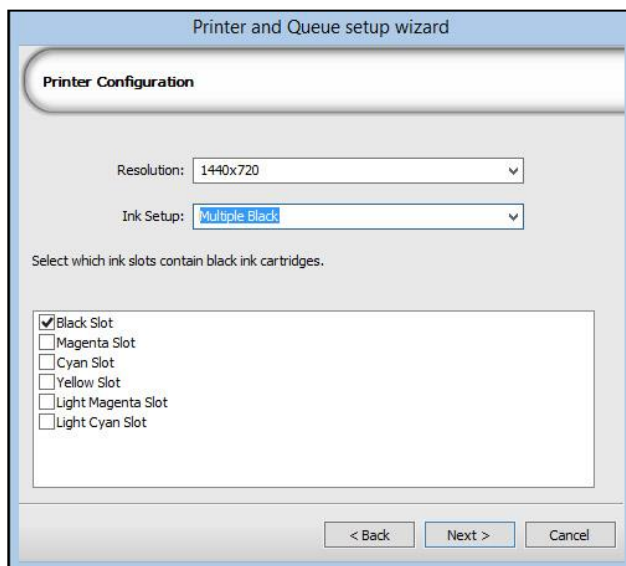 Printer and Queue setup wizard
Printer Configuration
Resolution: 1440x720
Ink Setup: Multiple Black
Select which ink slots contain black ink cartridges.
Black Slot
Magenta Slot
Cyan Slot
Yellow Slot
Light Magenta Slot
Light Cyan Slot
< Back Next > Cancel